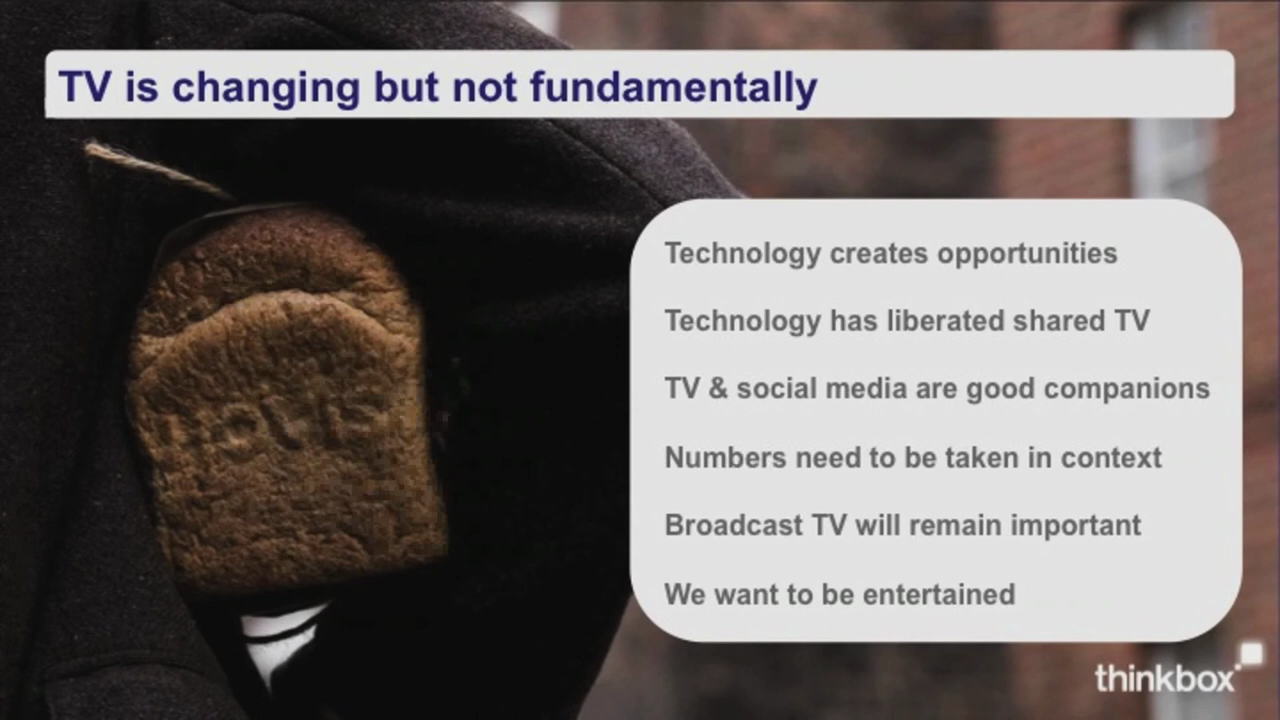 TV is changing but not fundamentally
HOVIS
Technology creates opportunities
Technology has liberated shared TV
TV & social media are good companions
Numbers need to be taken in context
Broadcast TV will remain important
We want to be entertained
thinkbox